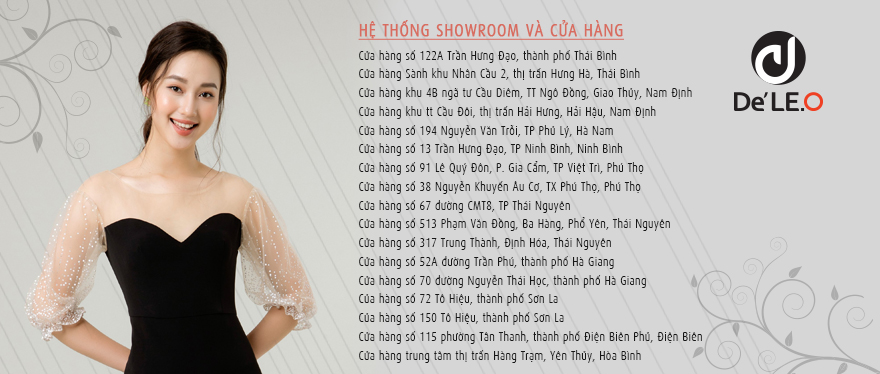 HỆ THỐNG SHOWROOM VÀ CỬA HÀNG
Cửa hàng số 122A Trần Hưng Đạo, thành phố Thái Bình
Cửa hàng Sành khu Nhân Cầu 2, thị trấn Hưng Hà, Thái Bình
Cửa hàng khu 4B ngã tư Cầu Diêm, TT Ngô Đồng, Giao Thủy, Nam Định
Cửa hàng khu tt Cầu Đôi, thị trấn Hải Hưng, Hải Hậu, Nam Định
Cửa hàng số 194 Nguyễn Văn Trỗi, TP Phủ Lý, Hà Nam
Cửa hàng số 13 Trần Hưng Đạo, TP Ninh Bình, Ninh Bình
Cửa hàng số 91 Lê Quý Đôn, P. Gia Cẩm, TP Việt Trì, Phú Thọ
Cửa hàng số 38 Nguyễn Khuyến Âu Cơ, TX Phú Thọ, Phú Thọ
Cửa hàng số 67 đường CMT8, TP Thái Nguyên
Cửa hàng số 513 Phạm Văn Đồng, Ba Hàng, Phổ Yên, Thái Nguyên
Cửa hàng số 317 Trung Thành, Định Hóa, Thái Nguyên
Cửa hàng số 52A đường Trần Phú, thành phố Hà Giang
Cửa hàng số 70 đường Nguyễn Thái Học, thành phố Hà Giang
Cửa hàng số 72 Tô Hiệu, thành phố Sơn La
Cửa hàng số 150 Tô Hiệu, thành phố Sơn La
Cửa hàng số 115 phường Tân Thanh, thành phố Điện Biên Phủ, Điện Biên
Cửa hàng trung tâm thị trấn Hàng Trạm, Yên Thủy, Hòa Bình
De'LE.O